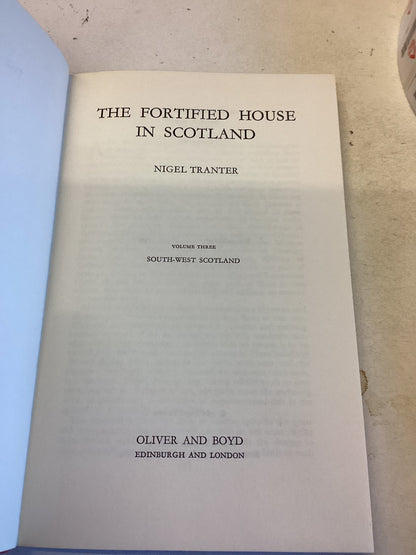 THE FORTIFIED HOUSE
IN SCOTLAND
NIGEL TRANTER
VOLUME THREE
SOUTH-WEST SCOTLAND
OLIVER AND BOYD
EDINBURGH AND LONDON